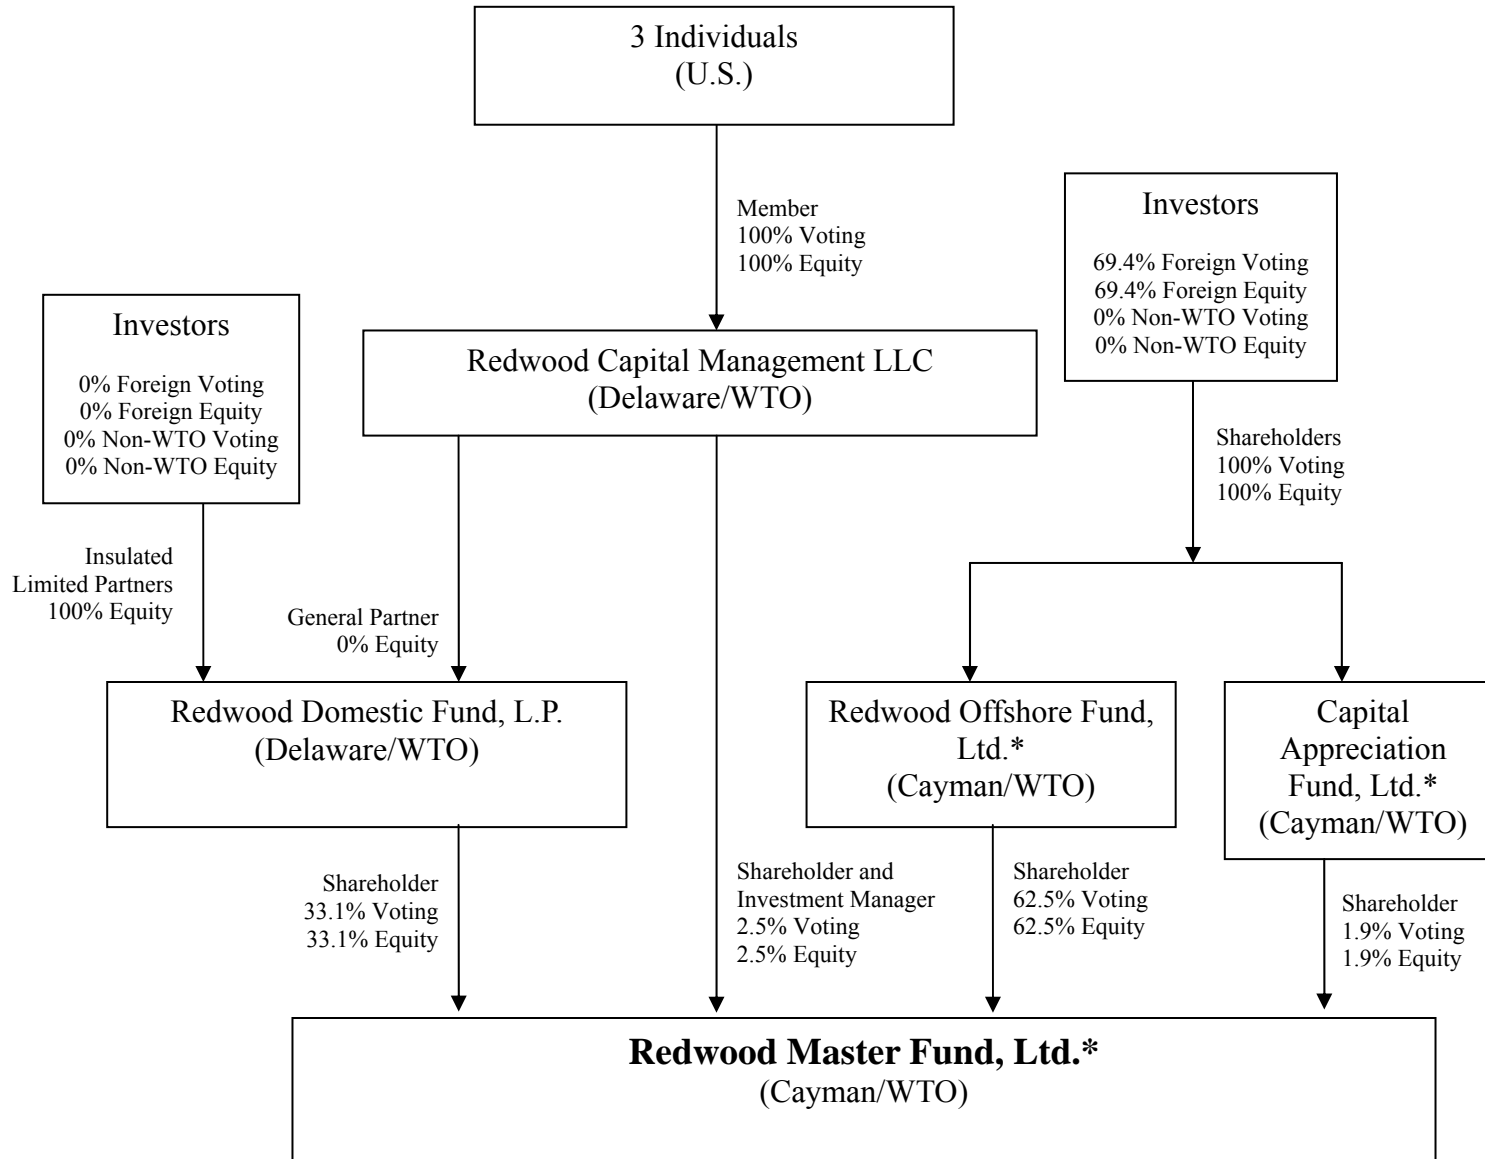 3 Individuals
(U.S.)
Member
100% Voting
100% Equity
Investors
69.4% Foreign Voting
69.4% Foreign Equity
0% Non-WTO Voting
0% Non-WTO Equity
Investors
0% Foreign Voting
0% Foreign Equity
0% Non-WTO Voting
0% Non-WTO Equity
Redwood Capital Management LLC
(Delaware/WTO)
Shareholders
100% Voting
100% Equity
Insulated
Limited Partners
100% Equity
General Partner
0% Equity
Redwood Domestic Fund, L.P.
(Delaware/WTO)
Redwood Offshore Fund,
Ltd.*
(Cayman/WTO)
Capital
Appreciation
Fund, Ltd.*
(Cayman/WTO)
Shareholder
33.1% Voting
33.1% Equity
Shareholder and
Investment Manager
2.5% Voting
2.5% Equity
Shareholder
62.5% Voting
62.5% Equity
Shareholder
1.9% Voting
1.9% Equity
Redwood Master Fund, Ltd.*
(Cayman/WTO)